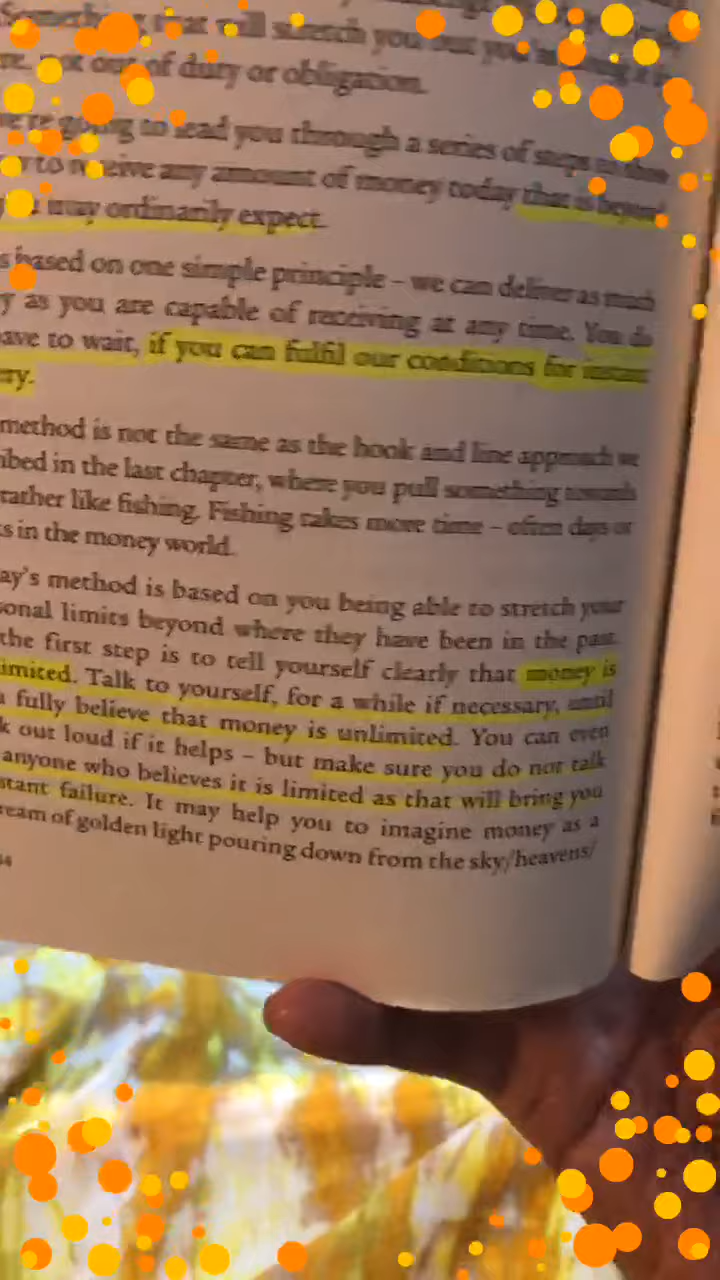 Something that will stretch you but you
not out of duty or obligation.
we're going to lead you through a series of steps
y to receive any amount of money today that is beyond
may ordinarily expect.
s based on one simple principle – we can deliver as much
y as you are capable of receiving at any time. You do
ave to wait, if you can fulfil our conditions for instant
ery.
method is not the same as the hook and line approach we
ibed in the last chapter, where you pull something towards
rather like fishing. Fishing takes more time – often days or
s in the money world.
ay's method is based on you being able to stretch your
sonal limits beyond where they have been in the past.
the first step is to tell yourself clearly that money is
imited. Talk to yourself, for a while if necessary, until
fully believe that money is unlimited. You can even
k out loud if it helps – but make sure you do not talk
anyone who believes it is limited as that will bring you
stant failure. It may help you to imagine money as a
ream of golden light pouring down from the sky/heavens/